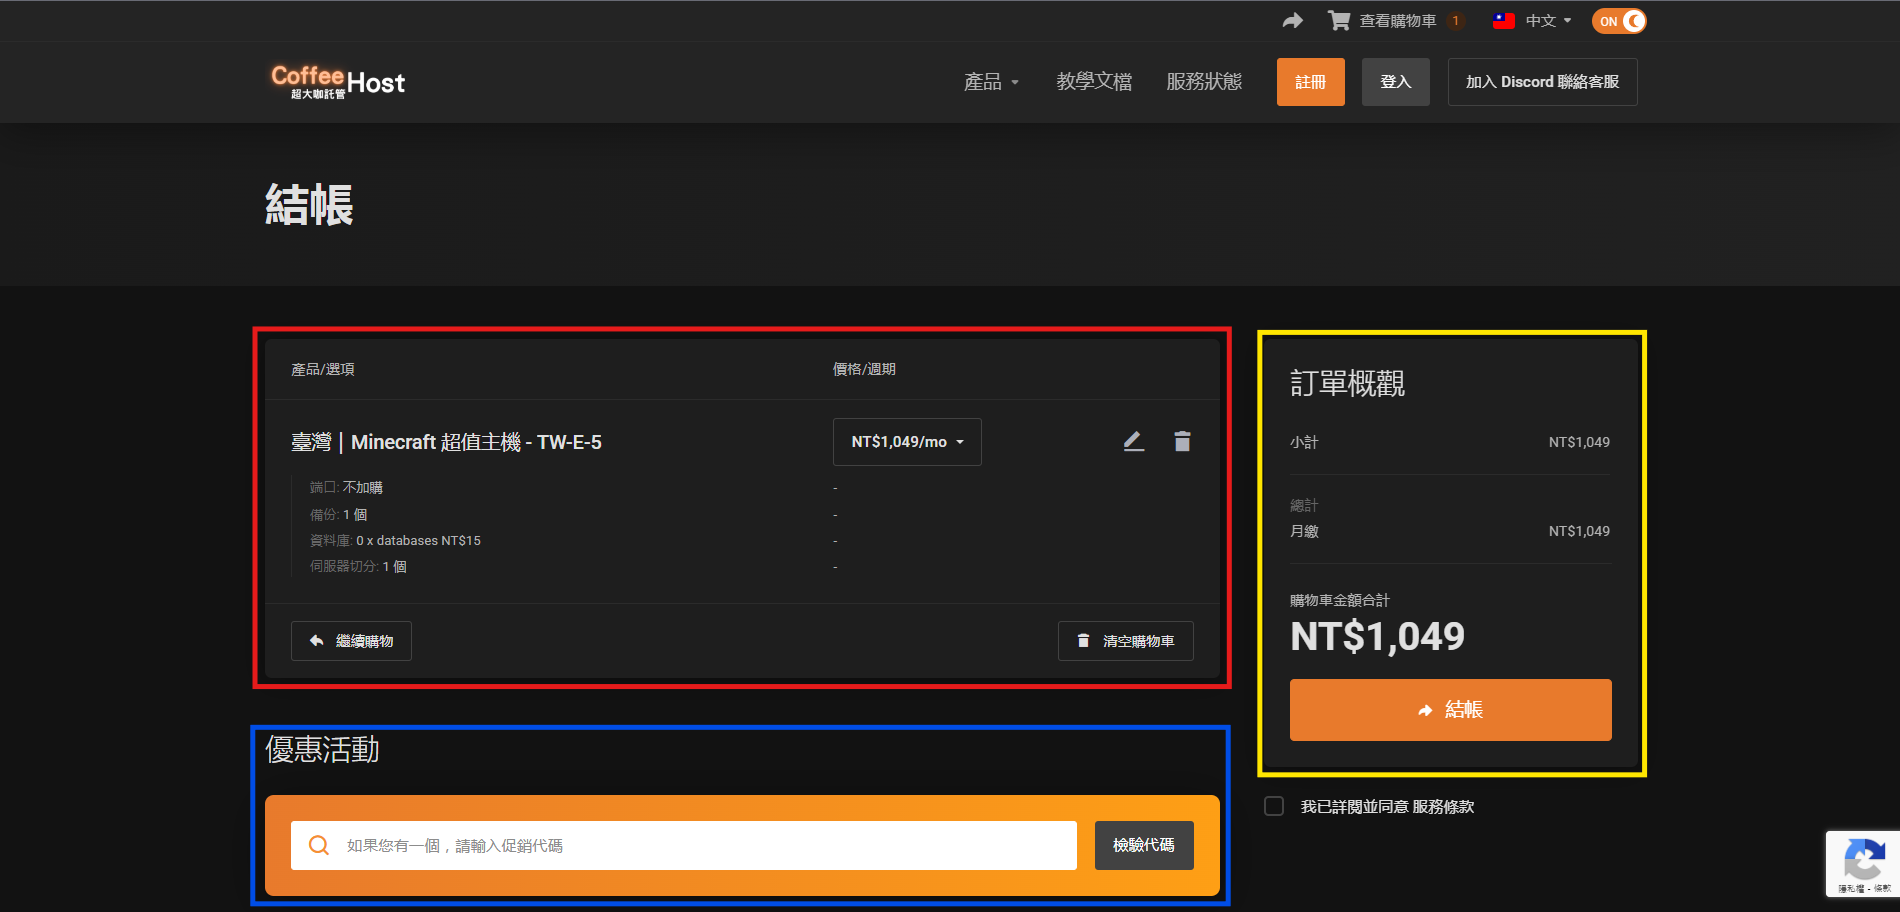 查看購物車 1 中文 ON
Coffee Host
超大咖託管
產品 教學文檔 服務狀態 註冊 登入 加入 Discord 聯絡客服
結帳
產品/選項 價格/週期
臺灣 | Minecraft 超值主機 - TW-E-5 NT$1,049/mo
端口: 不加購 -
備份: 1 個 -
資料庫: 0 x databases NT$15 -
伺服器切分: 1 個 -
繼續購物 清空購物車
優惠活動
如果您有一個，請輸入促銷代碼 檢驗代碼
訂單概觀
小計 NT$1,049
總計
月繳 NT$1,049
購物車金額合計
NT$1,049
結帳
我已詳閱並同意 服務條款
隱私權 - 條款